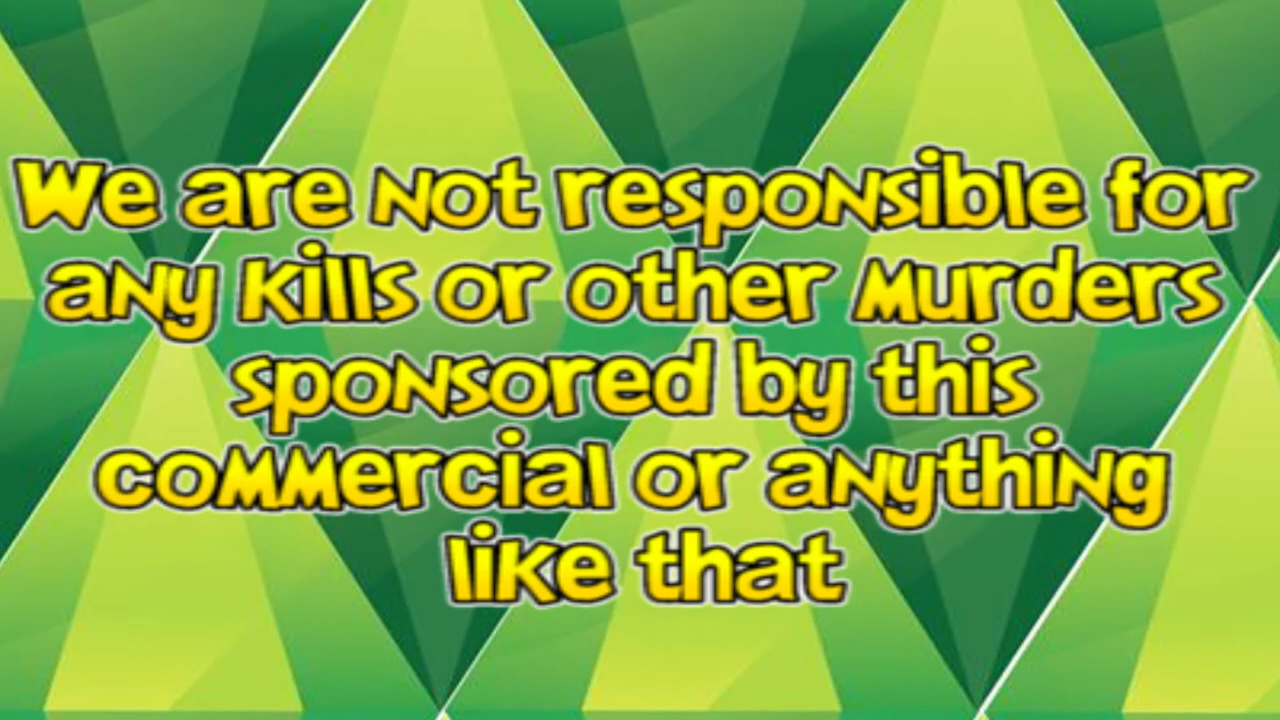 We are not responsible for
any kills or other murders
sponsored by this
commercial or anything
like that